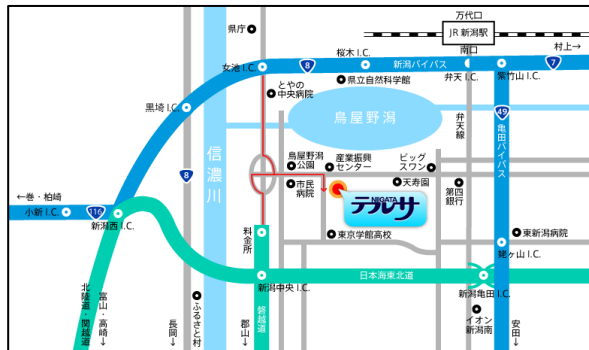 万代口
JR 新潟駅
南口
村上→
県庁
桜木 I.C.
8
新潟バイパス
7
女池 I.C.
弁天 I.C.
紫竹山 I.C.
県立自然科学館
とやの
中央病院
黒埼 I.C.
49
鳥屋野潟
亀田バイパス
弁天線
信濃川
8
鳥屋野潟
公園
産業振興
センター
ビッグ
スワン
市民
病院
天寿園
第四
銀行
NIIGATA
テルサ
←巻・柏崎
小新 I.C.
116
新潟西 I.C.
料金所
東京学館高校
東新潟病院
姥ヶ山 I.C.
日本海東北道
新潟中央 I.C.
新潟亀田 I.C.
磐越道
ふるさと村
イオン
新潟南
北陸道・関越道
富山・高崎→
長岡→
郡山→
安田→